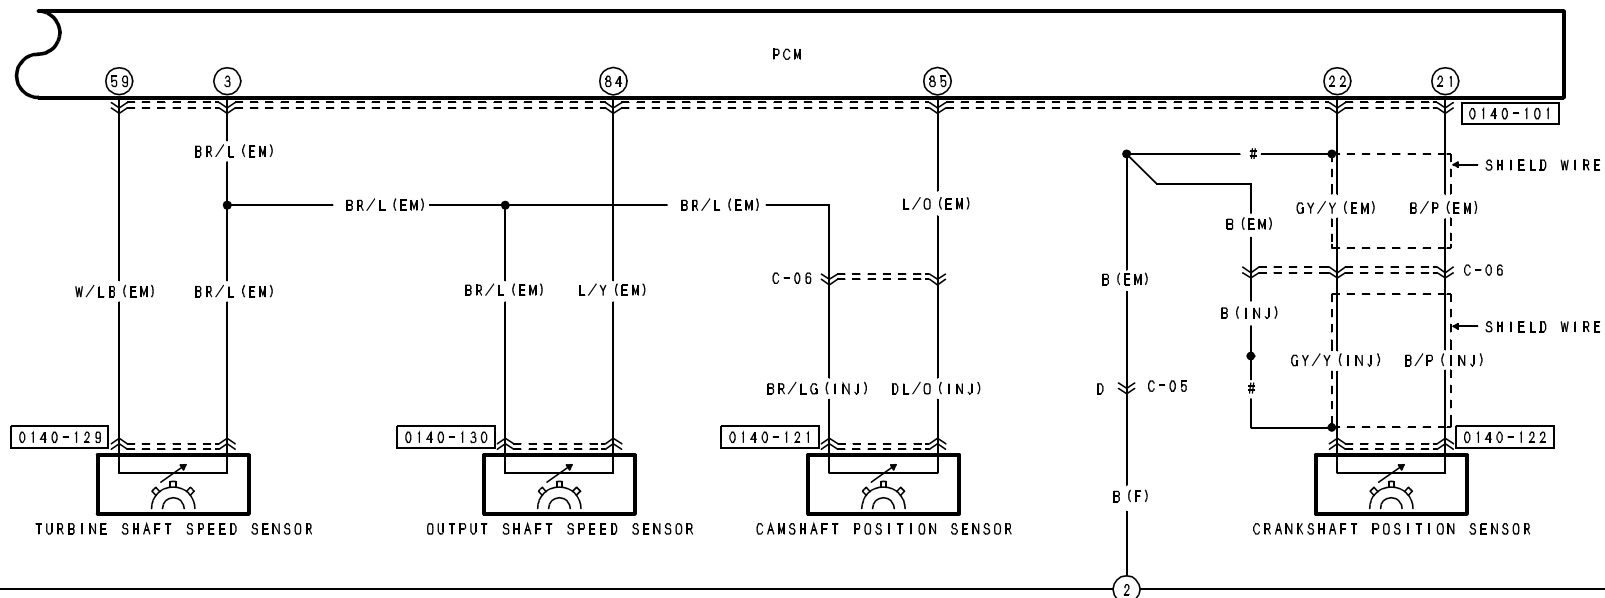 PCM
59 3 84 85 22 21
0140-101
BR/L(EM)
# SHIELD WIRE
BR/L(EM) BR/L(EM) L/O(EM) GY/Y(EM) B/P(EM)
B(EM)
C-06 C-06
W/LB(EM) BR/L(EM) BR/L(EM) L/Y(EM) B(EM)
B(INJ)
SHIELD WIRE
GY/Y(INJ) B/P(INJ)
BR/LG(INJ) DL/O(INJ) D C-05 #
0140-129 0140-130 0140-121 0140-122
B(F)
TURBINE SHAFT SPEED SENSOR OUTPUT SHAFT SPEED SENSOR CAMSHAFT POSITION SENSOR CRANKSHAFT POSITION SENSOR
2